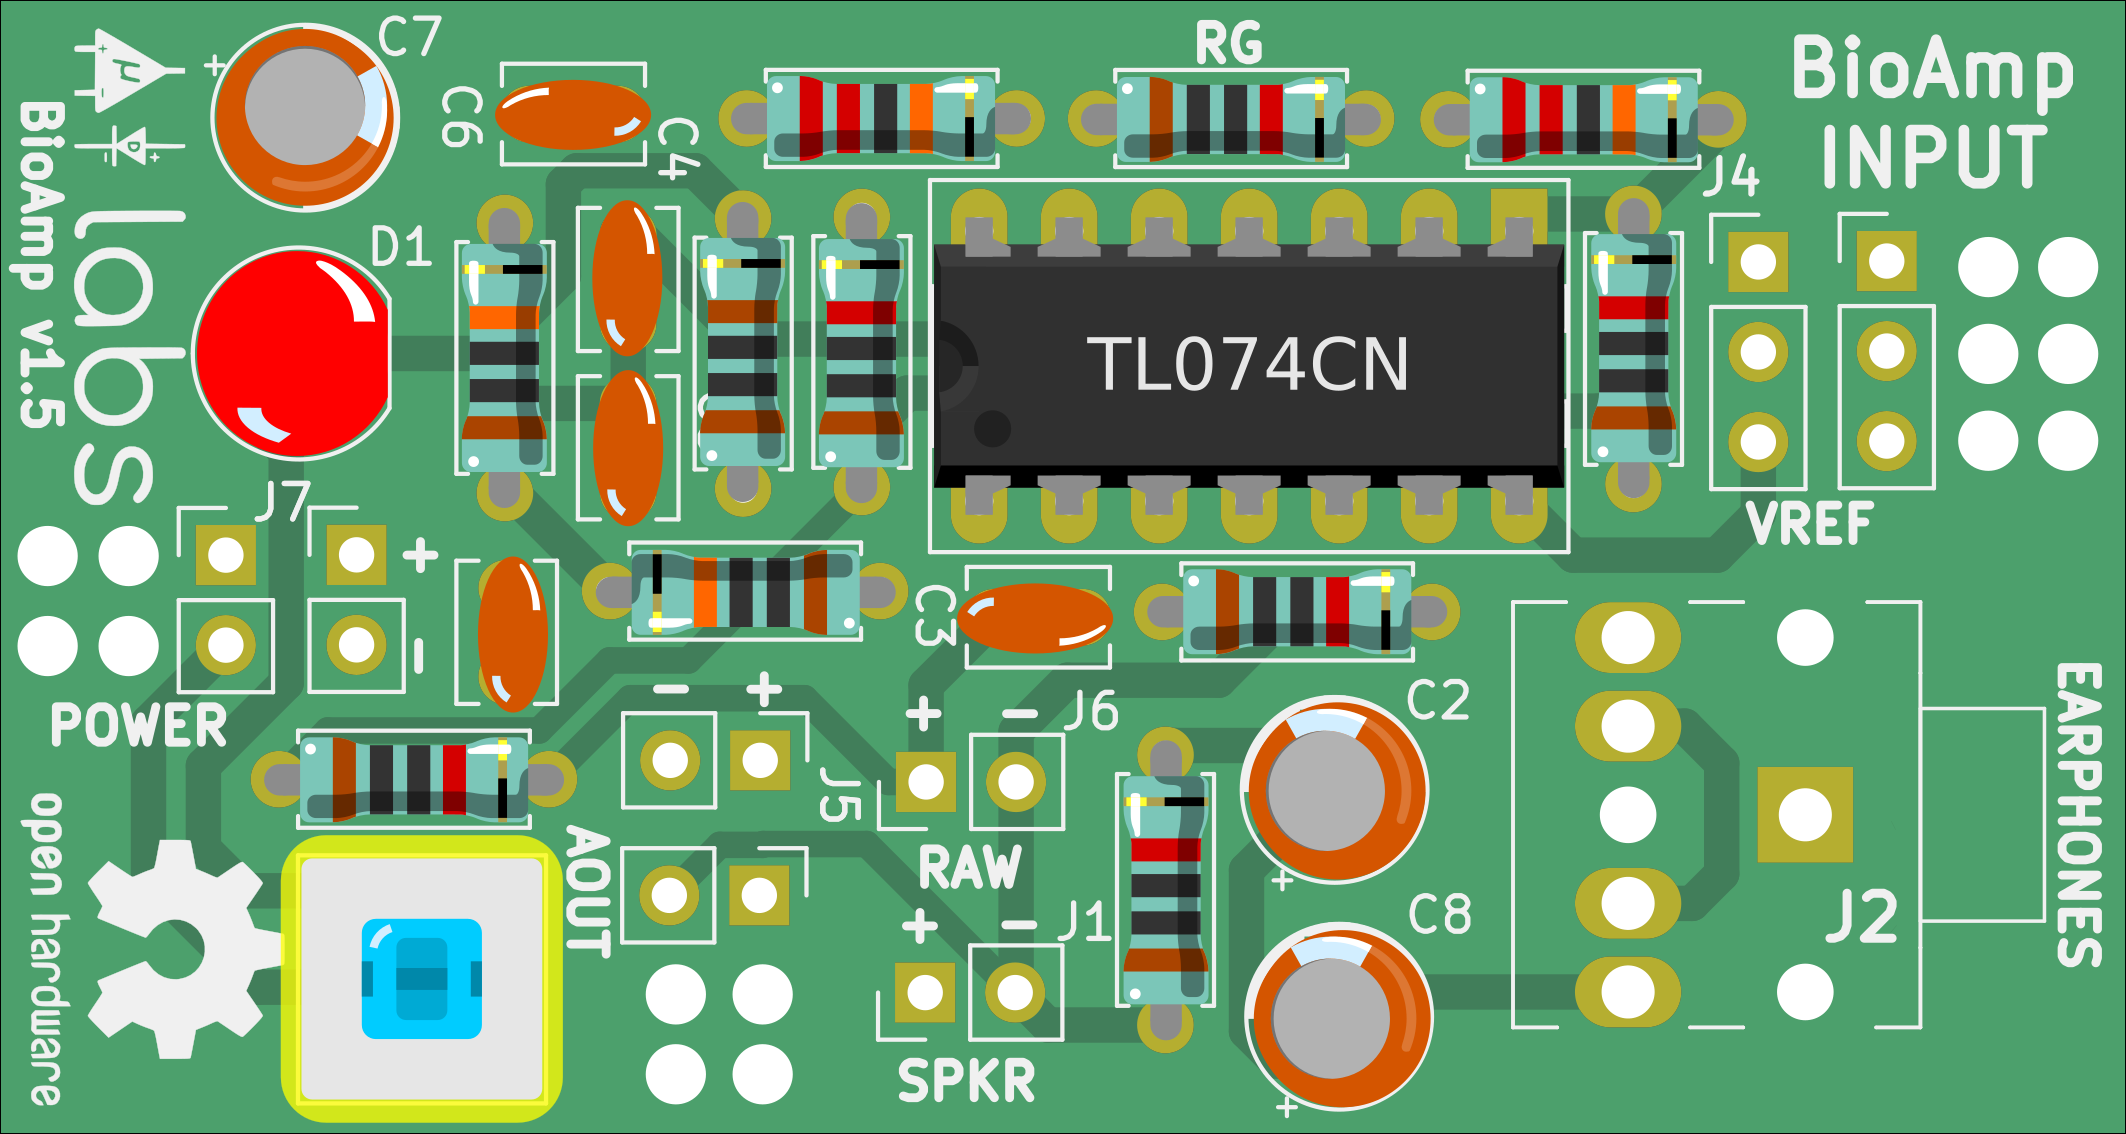 C7
RG
BioAmp
INPUT
C6
C4
J4
BioAmp v1.5
labs
μ
D
D1
TL074CN
J7
+
-
VREF
POWER
C3
- +
+ -
J6
C2
J5
EARPHONES
AOUT
RAW
+ -
J1
C8
J2
open hardware
SPKR